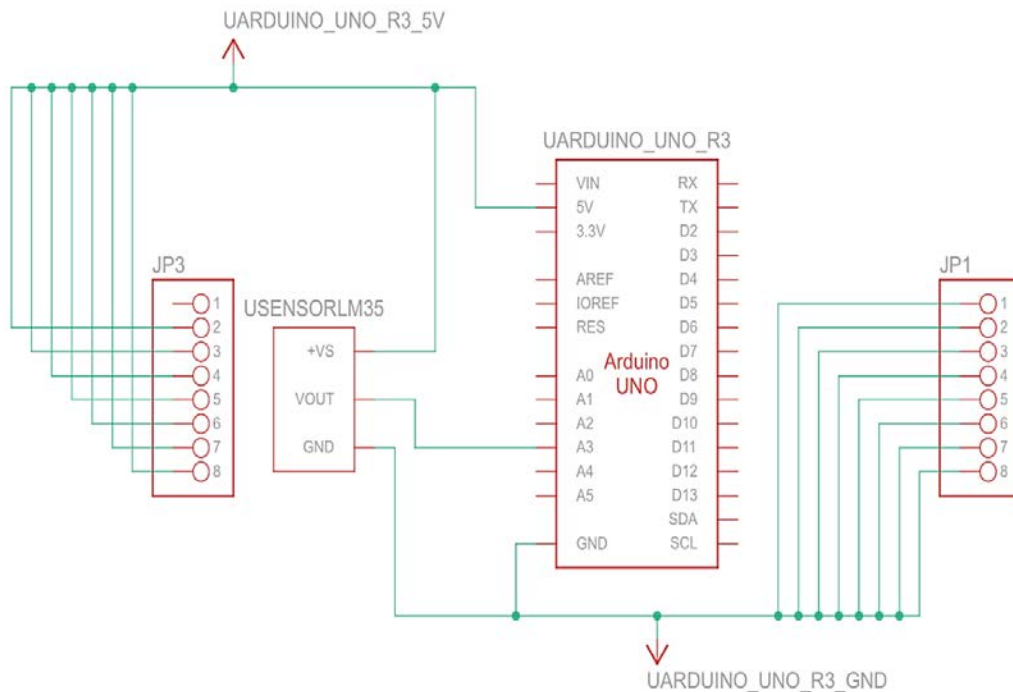 UARDUINO_UNO_R3_5V
UARDUINO_UNO_R3
VIN
5V
3.3V
AREF
IOREF
RES
A0
A1
A2
A3
A4
A5
GND
Arduino
UNO
RX
TX
D2
D3
D4
D5
D6
D7
D8
D9
D10
D11
D12
D13
SDA
SCL
JP3
1
2
3
4
5
6
7
8
USENSORLM35
+VS
VOUT
GND
JP1
1
2
3
4
5
6
7
8
UARDUINO_UNO_R3_GND